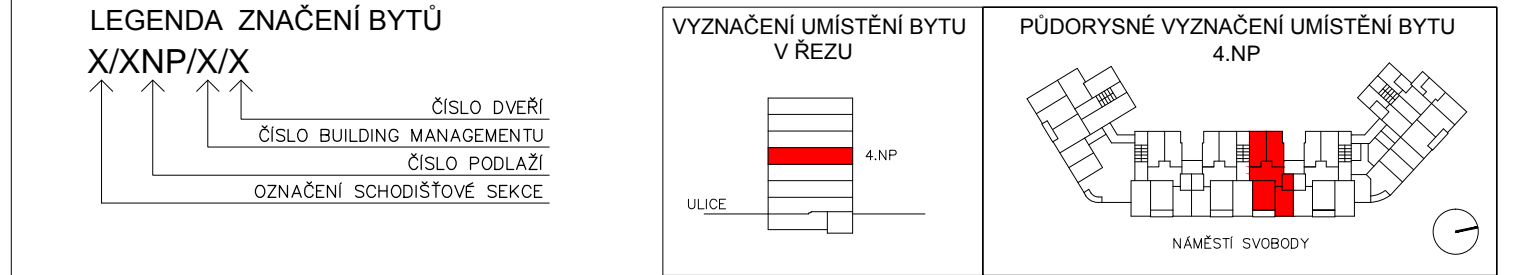 LEGENDA ZNAČENÍ BYTŮ
X/XNP/X/X
ČÍSLO DVEŘÍ
ČÍSLO BUILDING MANAGEMENTU
ČÍSLO PODLAŽÍ
OZNAČENÍ SCHODIŠŤOVÉ SEKCE
VYZNAČENÍ UMÍSTĚNÍ BYTU
V ŘEZU
4.NP
ULICE
PŮDORYSNÉ VYZNAČENÍ UMÍSTĚNÍ BYTU
4.NP
NÁMĚSTÍ SVOBODY